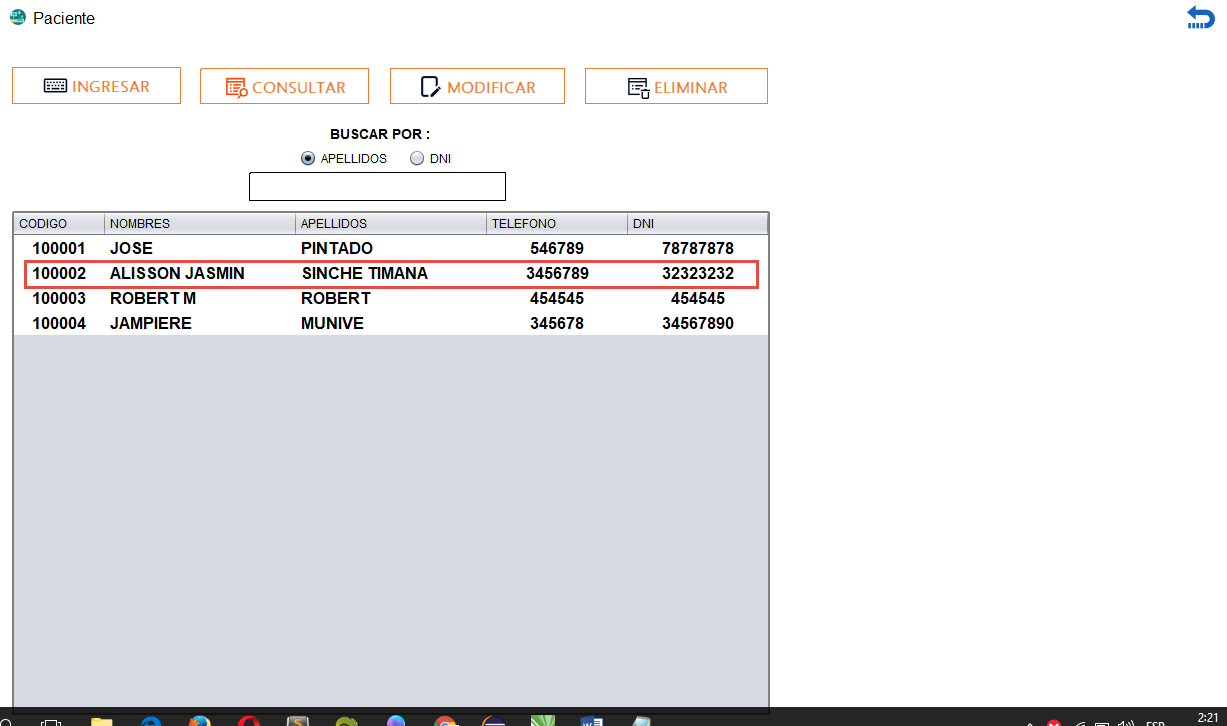 Paciente
INGRESAR CONSULTAR MODIFICAR ELIMINAR
BUSCAR POR :
APELLIDOS DNI
CODIGO NOMBRES APELLIDOS TELEFONO DNI
100001 JOSE PINTADO 546789 78787878
100002 ALISSON JASMIN SINCHE TIMANA 3456789 32323232
100003 ROBERT M ROBERT 454545 454545
100004 JAMPIERE MUNIVE 345678 34567890
2:21
ESP